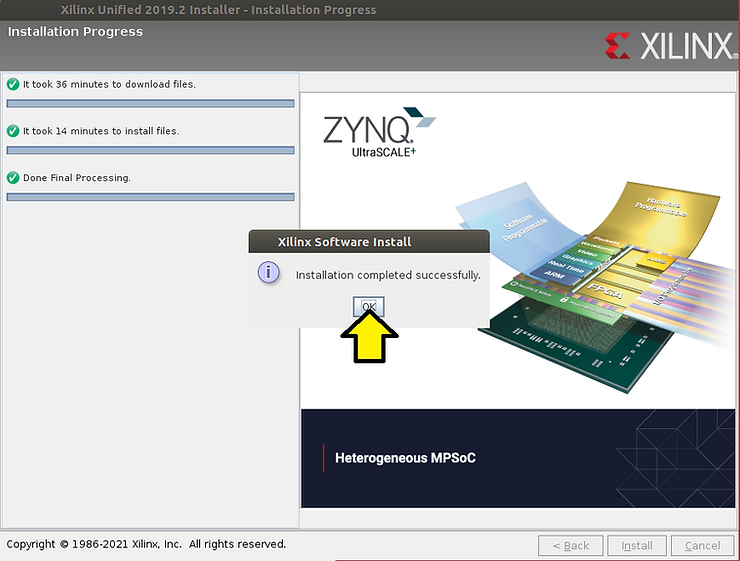 Xilinx Unified 2019.2 Installer - Installation Progress
Installation Progress
XILINX.
It took 36 minutes to download files.
It took 14 minutes to install files.
Done Final Processing.
ZYNQ.
UltraSCALE+
Software
Programmable
Hardware
Programmable
Video
Graphics
Real Time
ARM
FPGA
Xilinx Software Install
Installation completed successfully.
OK
Heterogeneous MPSoC
Copyright © 1986-2021 Xilinx, Inc. All rights reserved.
< Back
Install
Cancel